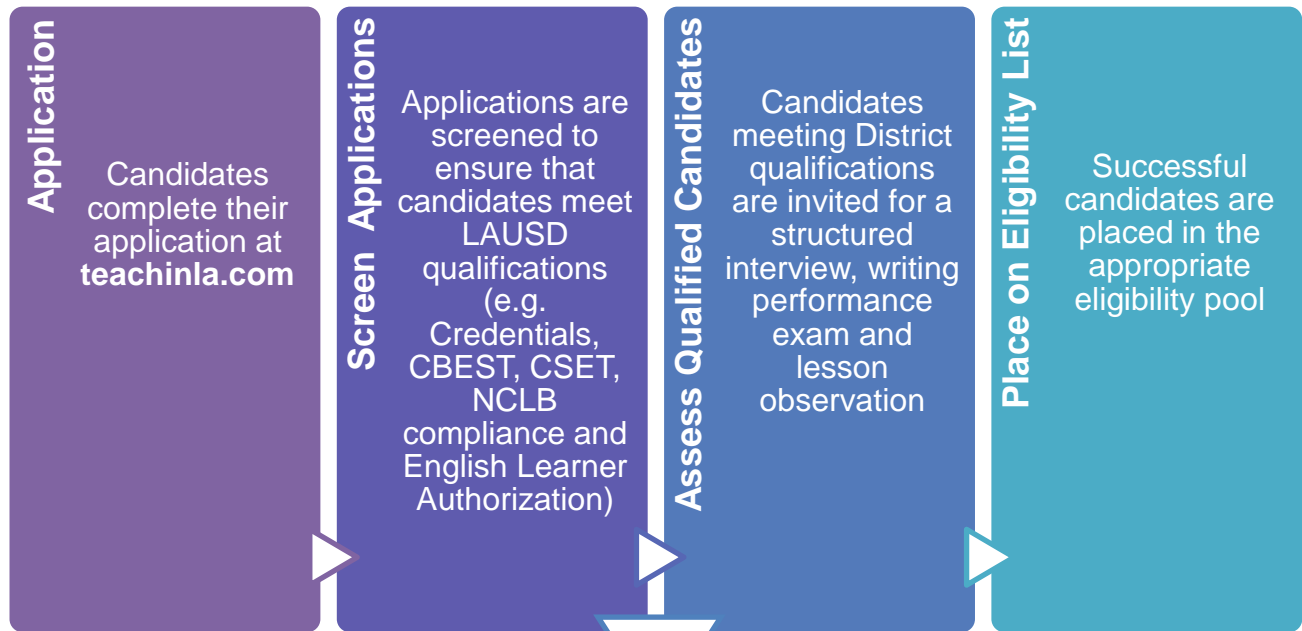 Application
Candidates
complete their
application at
teachinla.com
Screen Applications
Applications are
screened to
ensure that
candidates meet
LAUSD
qualifications
(e.g.
Credentials,
CBEST, CSET,
NCLB
compliance and
English Learner
Authorization)
Assess Qualified Candidates
Candidates
meeting District
qualifications
are invited for a
structured
interview, writing
performance
exam and
lesson
observation
Place on Eligibility List
Successful
candidates are
placed in the
appropriate
eligibility pool